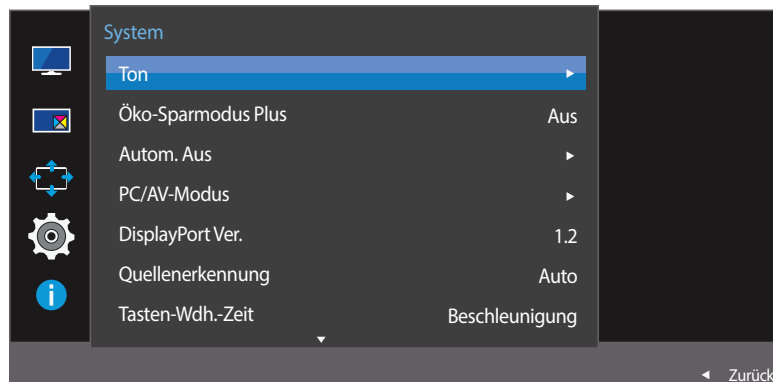 System
Ton
Öko-Sparmodus Plus Aus
Autom. Aus
PC/AV-Modus
DisplayPort Ver. 1.2
Quellenerkennung Auto
Tasten-Wdh.-Zeit Beschleunigung
Zurück